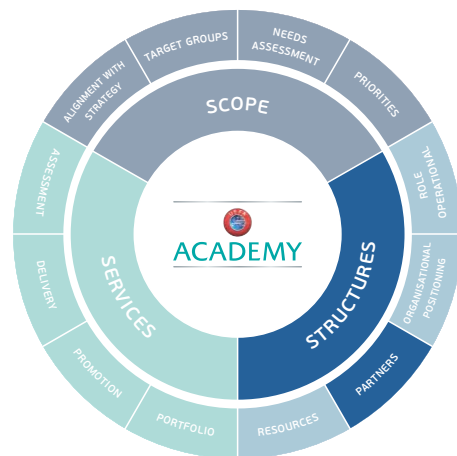 NEEDS
ASSESSMENT
PRIORITIES
ROLE
OPERATIONAL
ORGANISATIONAL
POSITIONING
PARTNERS
RESOURCES
PORTFOLIO
PROMOTION
DELIVERY
ASSESSMENT
ALIGNMENT WITH
STRATEGY
TARGET GROUPS
SCOPE
STRUCTURES
SERVICES
UEFA
ACADEMY